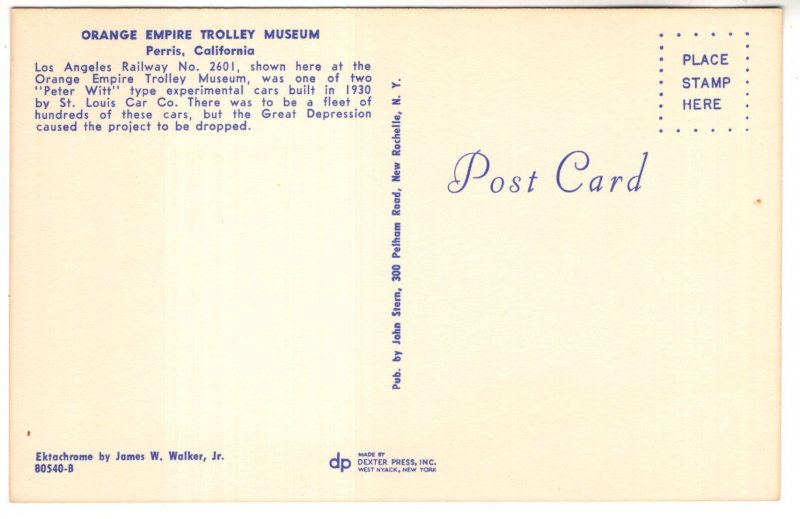 ORANGE EMPIRE TROLLEY MUSEUM
Perris, California
Los Angeles Railway No. 2601, shown here at the
Orange Empire Trolley Museum, was one of two
"Peter Witt" type experimental cars built in 1930
by St. Louis Car Co. There was to be a fleet of
hundreds of these cars, but the Great Depression
caused the project to be dropped.
Ektachrome by James W. Walker, Jr.
80540-B
Pub. by John Stern, 300 Pelham Road, New Rochelle, N. Y.
dp
MADE BY
DEXTER PRESS, INC.
WEST NYACK, NEW YORK
PLACE
STAMP
HERE
Post Card